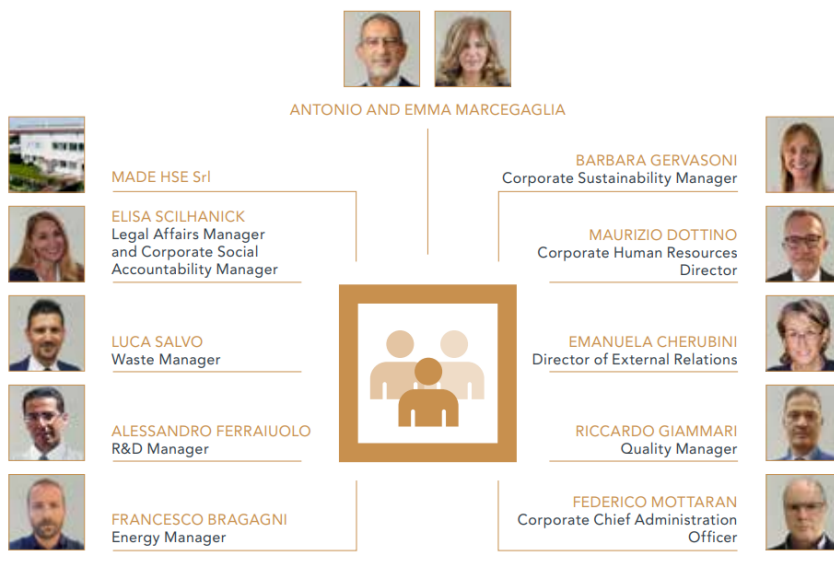 ANTONIO AND EMMA MARCEGAGLIA
MADE HSE Srl
ELISA SCILHANICK
Legal Affairs Manager
and Corporate Social
Accountability Manager
LUCA SALVO
Waste Manager
ALESSANDRO FERRAIUOLO
R&D Manager
FRANCESCO BRAGAGNI
Energy Manager
BARBARA GERVASONI
Corporate Sustainability Manager
MAURIZIO DOTTINO
Corporate Human Resources
Director
EMANUELA CHERUBINI
Director of External Relations
RICCARDO GIAMMARI
Quality Manager
FEDERICO MOTTARAN
Corporate Chief Administration
Officer